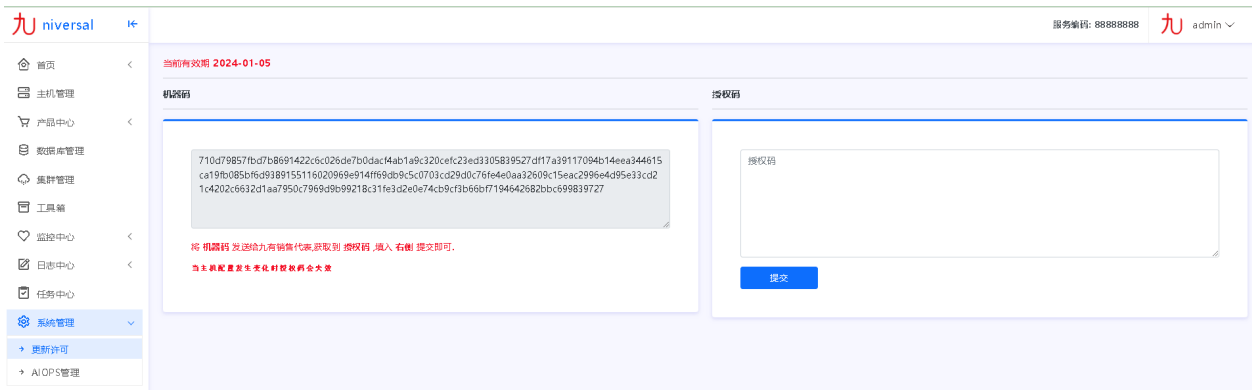 九 niversal
服务编码: 88888888
九 admin
首页
主机管理
产品中心
数据库管理
集群管理
工具箱
监控中心
日志中心
任务中心
系统管理
更新许可
AIOPS管理
当前有效期 2024-01-05
机器码
710d79857fbd7b8691422c6c026de7b0dacf4ab1a9c320cefc23ed3305839527df17a39117094b14eea344615
ca19fb085bf6d9389155116020969e914ff69db9c5c0703cd29d0c76fe4e0aa32609c15eac2996e4d95e33cd2
1c4202c6632d1aa7950c7969d9b99218c31fe3d2e0e74cb9cf3b66bf7194642682bbc699839727
将 机器码 发送给九有销售代表,获取到 授权码 ,填入 右侧 提交即可.
当主机配置发生变化时授权码会失效
授权码
授权码
提交